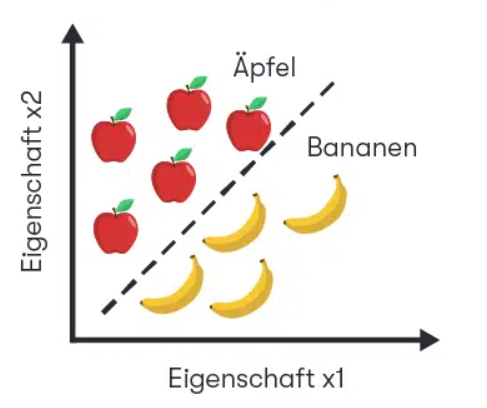 Äpfel
Bananen
Eigenschaft x2
Eigenschaft x1